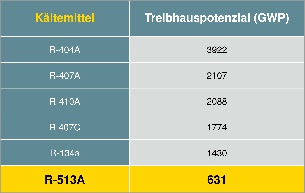 Kältemittel Treibhauspotenzial (GWP)
R-404A 3922
R-407A 2107
R-410A 2088
R-407C 1774
R-134a 1430
R-513A 631